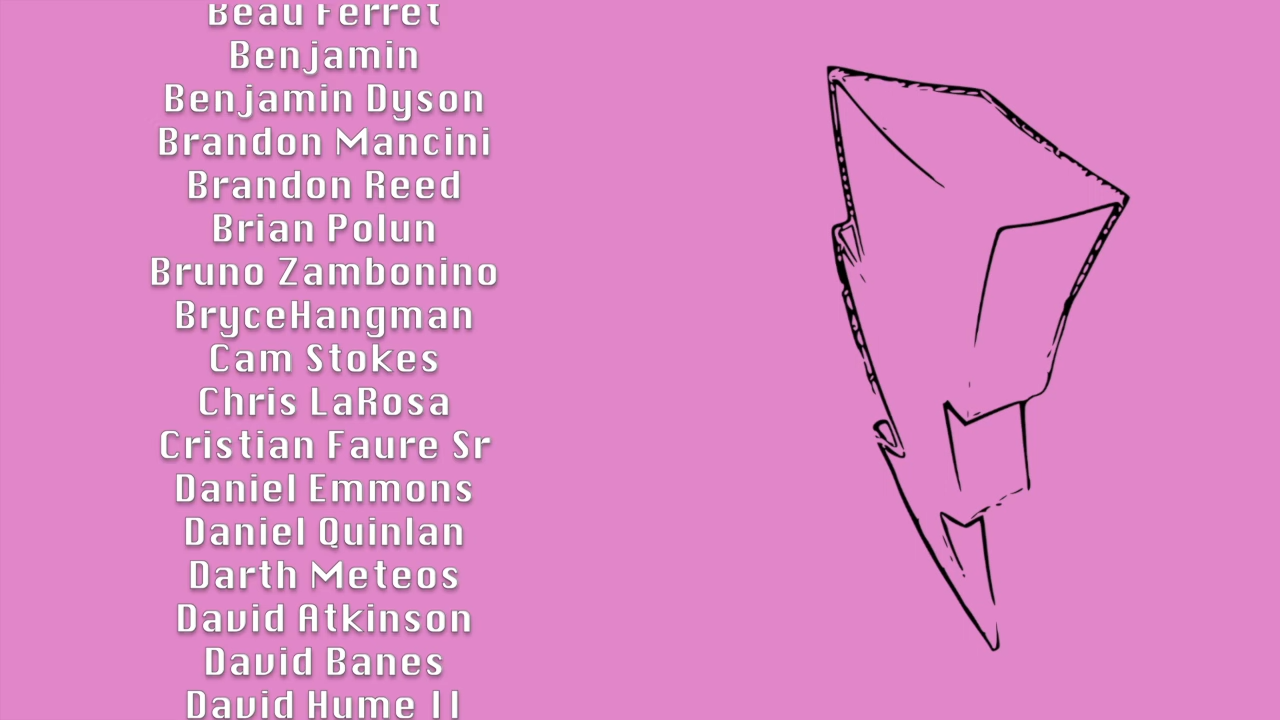 Beau Ferret
Benjamin
Benjamin Dyson
Brandon Mancini
Brandon Reed
Brian Polun
Bruno Zambonino
BryceHangman
Cam Stokes
Chris LaRosa
Cristian Faure Sr
Daniel Emmons
Daniel Quinlan
Darth Meteos
David Atkinson
David Banes
David Hume II